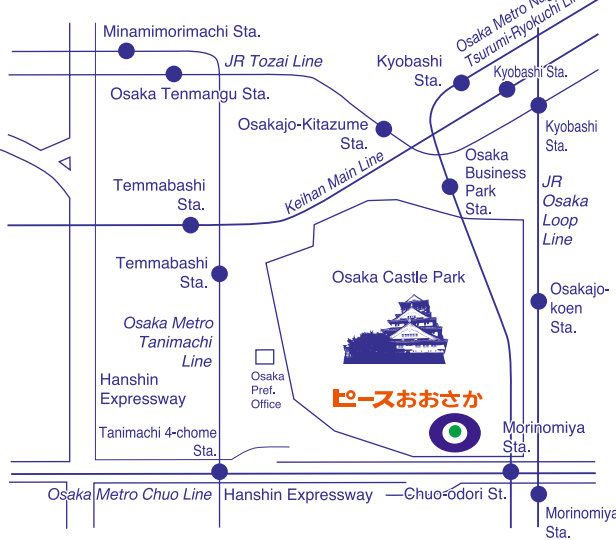 Minamimorimachi Sta.
Osaka Metro
Tsurumi-Ryokuchi
JR Tozai Line
Kyobashi
Sta.
Kyobashi Sta.
Osaka Tenmangu Sta.
Osakajo-Kitazume
Sta.
Kyobashi
Sta.
Osaka
Business
Park
Sta.
Temmabashi
Sta.
Keihan Main Line
JR
Osaka
Loop
Line
Temmabashi
Sta.
Osaka Castle Park
Osakajo-
koen
Sta.
Osaka Metro
Tanimachi
Line
Hanshin
Expressway
Osaka
Pref.
Office
ピースおおさか
Tanimachi 4-chome
Sta.
Morinomiya
Sta.
Osaka Metro Chuo Line
Hanshin Expressway
Chuo-odori St.
Morinomiya
Sta.